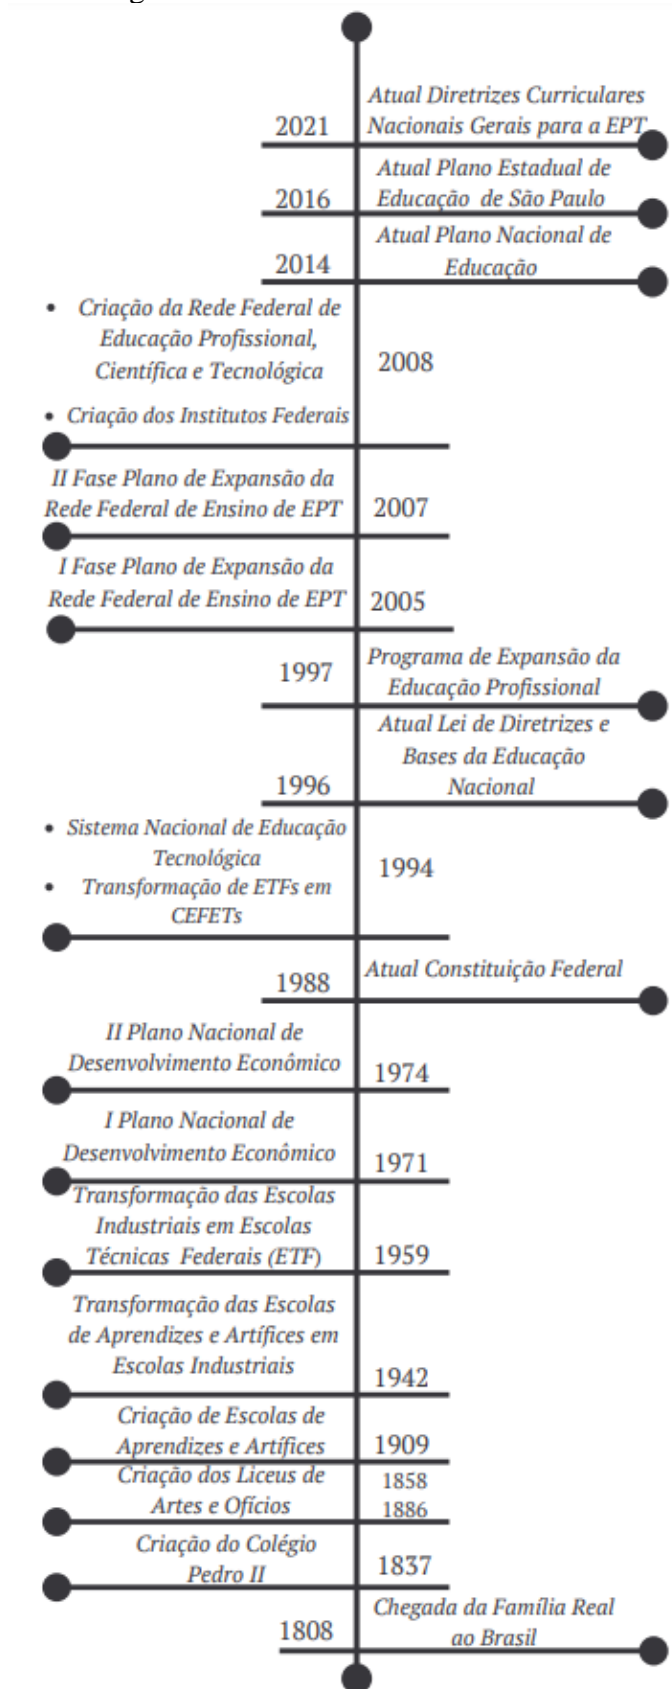 Atual Diretrizes Curriculares
2021
Nacionais Gerais para a EPT
Atual Plano Estadual de
2016
Educação de São Paulo
Atual Plano Nacional de
2014
Educação
• Criação da Rede Federal de
Educação Profissional,
Científica e Tecnológica
2008
• Criação dos Institutos Federais
II Fase Plano de Expansão da
Rede Federal de Ensino de EPT
2007
I Fase Plano de Expansão da
Rede Federal de Ensino de EPT
2005
1997
Programa de Expansão da
Educação Profissional
Atual Lei de Diretrizes e
Bases da Educação
1996
Nacional
• Sistema Nacional de Educação
Tecnológica
• Transformação de ETFs em
CEFETs
1994
1988
Atual Constituição Federal
II Plano Nacional de
Desenvolvimento Econômico
1974
I Plano Nacional de
Desenvolvimento Econômico
1971
Transformação das Escolas
Industriais em Escolas
Técnicas Federais (ETF)
1959
Transformação das Escolas
de Aprendizes e Artífices em
Escolas Industriais
1942
Criação de Escolas de
Aprendizes e Artífices
1909
Criação dos Liceus de
Artes e Ofícios
1858
1886
Criação do Colégio
Pedro II
1837
1808
Chegada da Família Real
ao Brasil